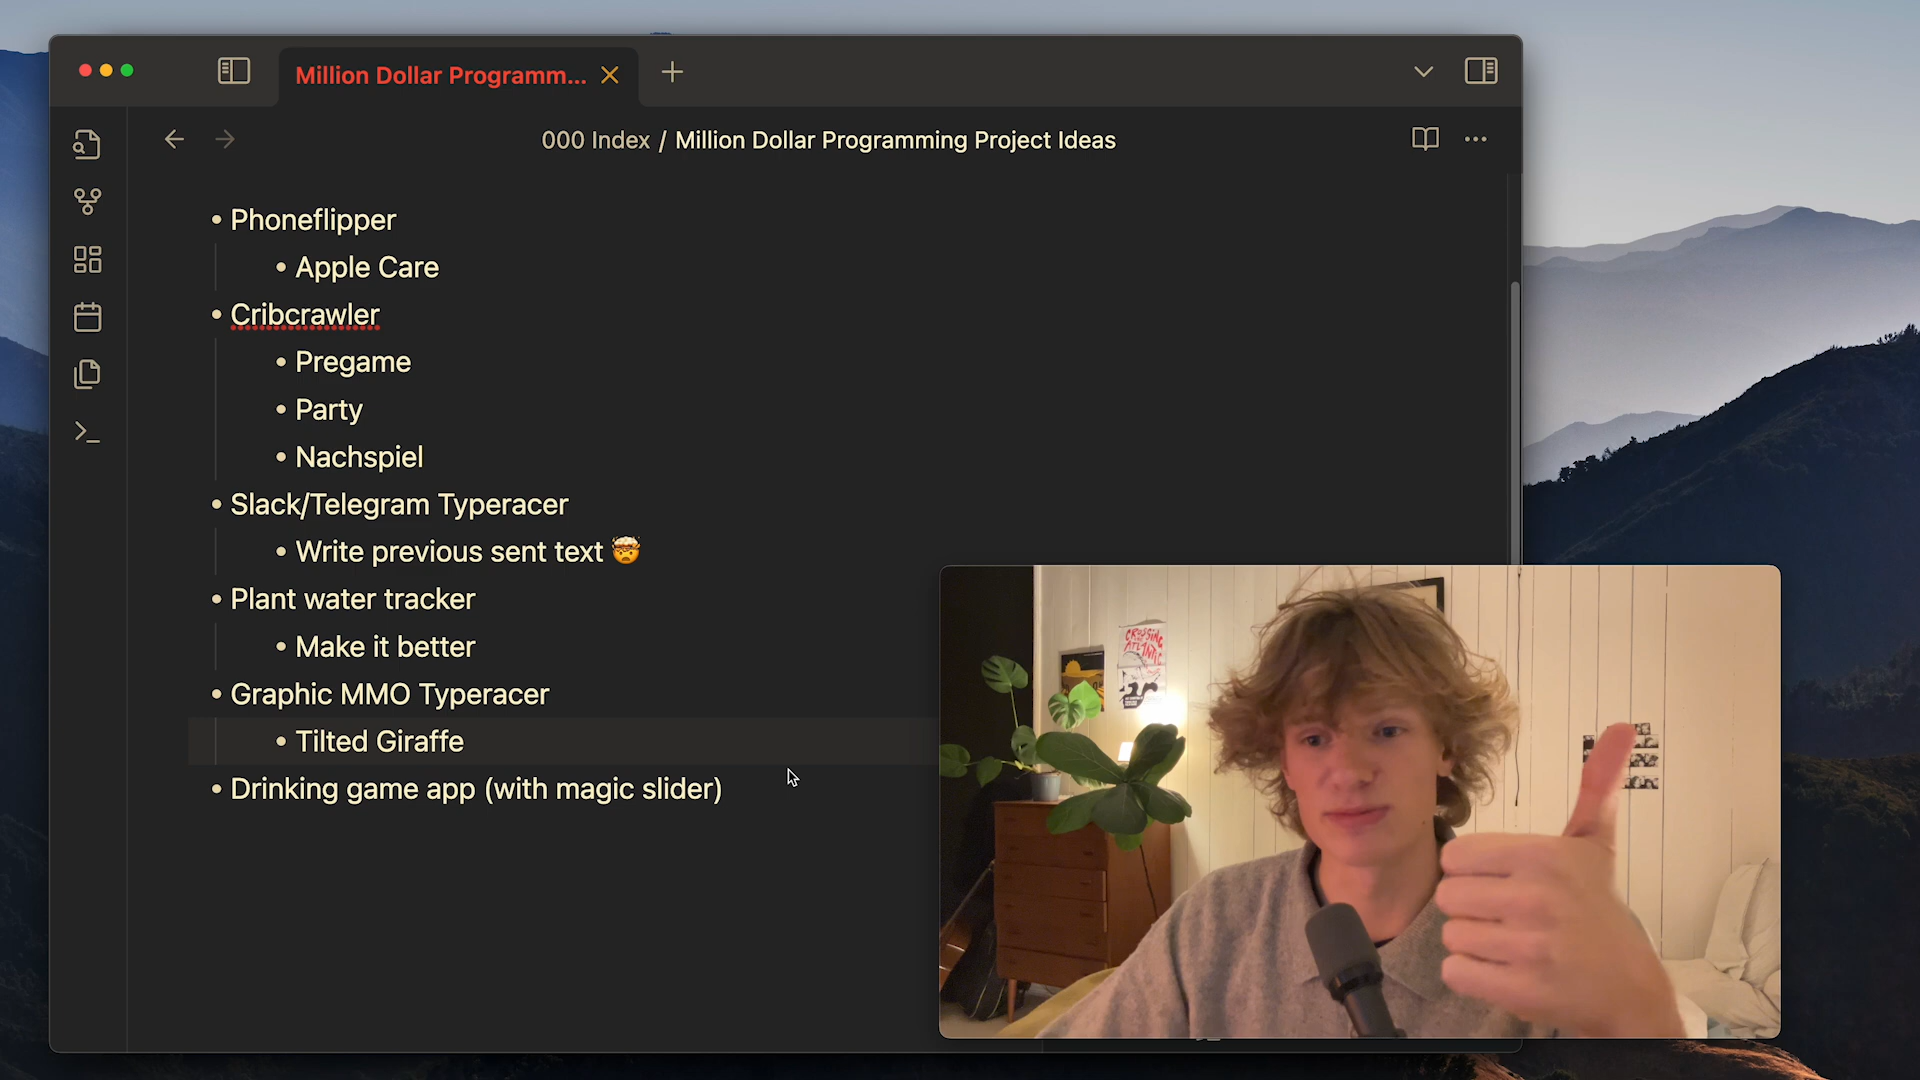 Million Dollar Programm...
000 Index / Million Dollar Programming Project Ideas
• Phoneflipper
• Apple Care
• Cribcrawler
• Pregame
• Party
• Nachspiel
• Slack/Telegram Typeracer
• Write previous sent text 🤯
• Plant water tracker
• Make it better
• Graphic MMO Typeracer
• Tilted Giraffe
• Drinking game app (with magic slider)
CROSSING
ATLANTIC